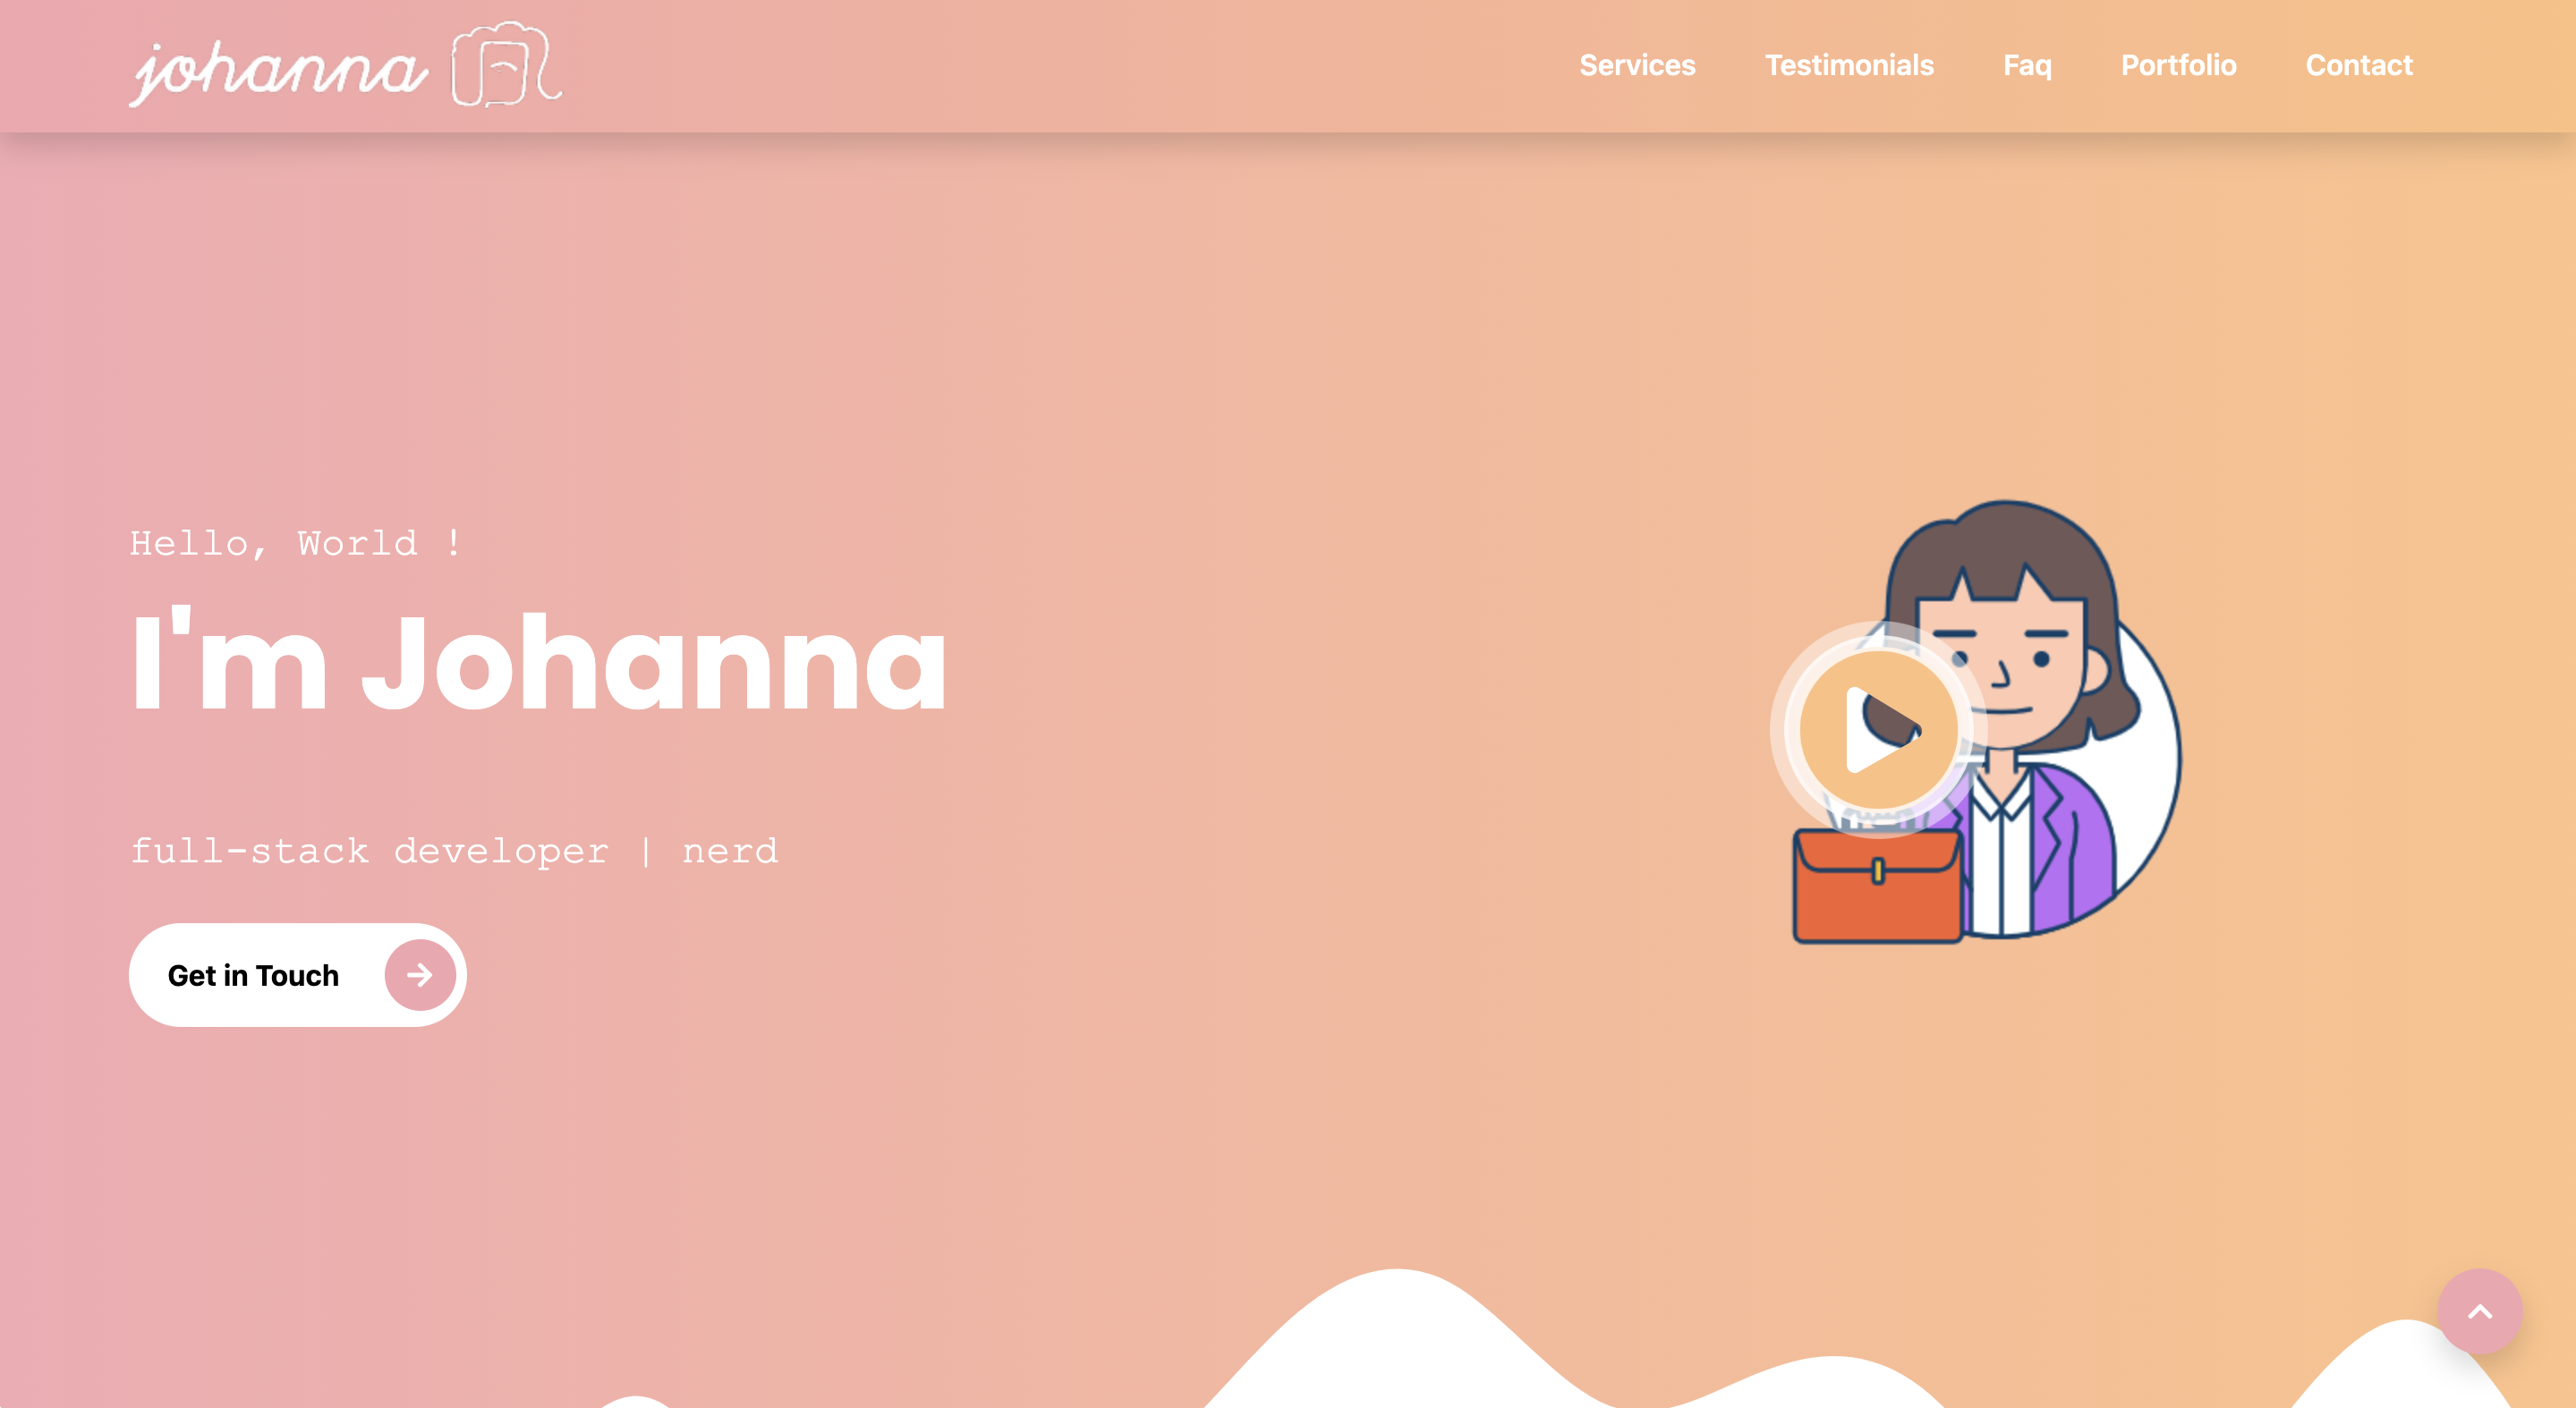 johanna
Services Testimonials Faq Portfolio Contact
Hello, World !
I'm Johanna
full-stack developer | nerd
Get in Touch